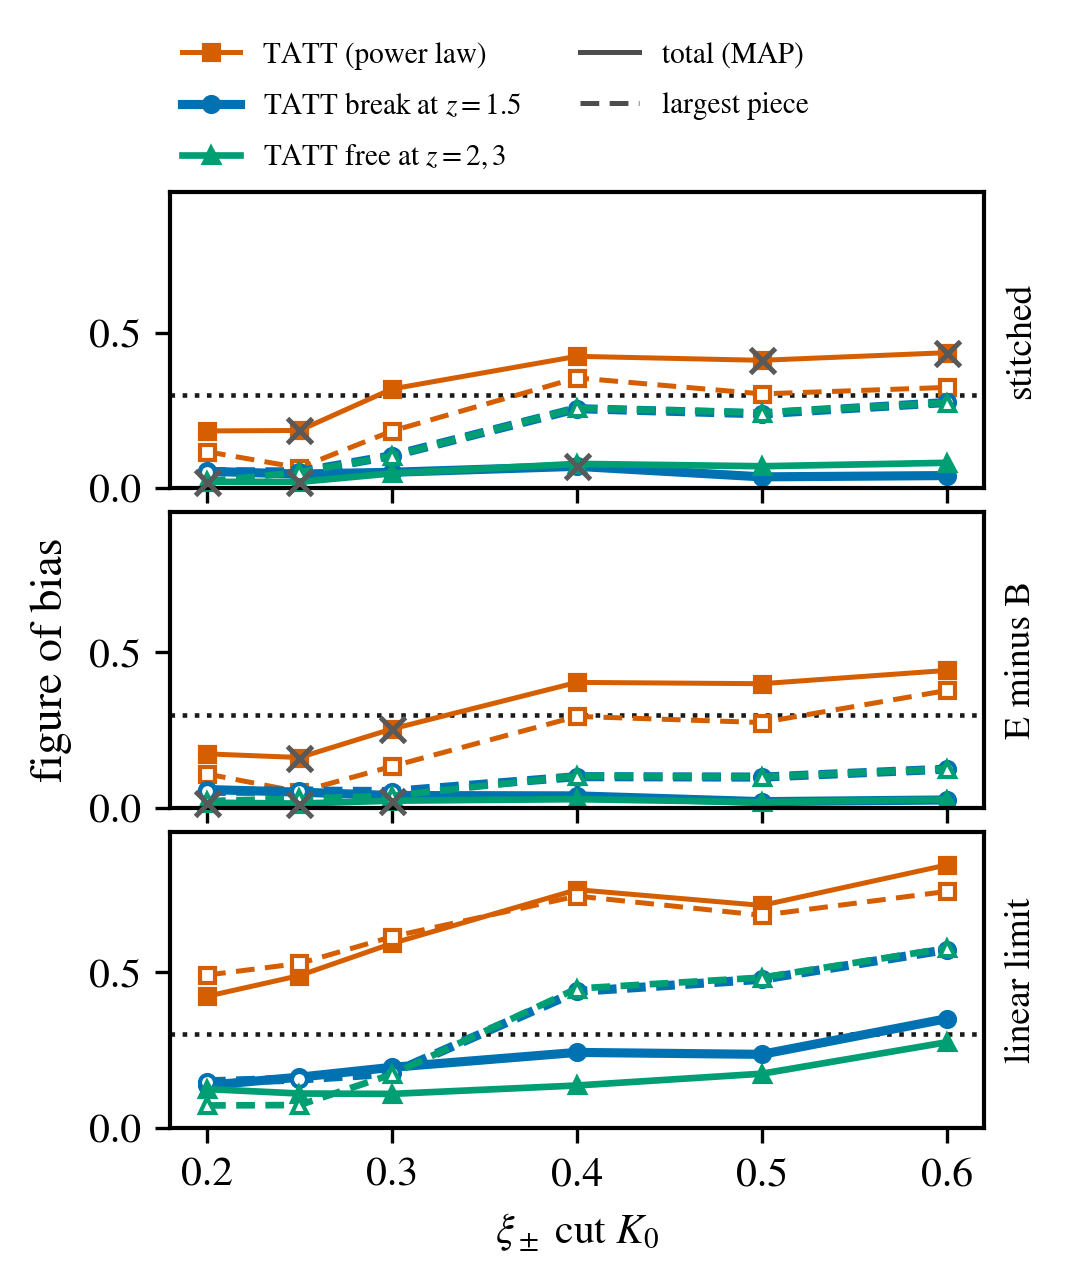 TATT (power law)
TATT break at z = 1.5
TATT free at z = 2, 3
total (MAP)
largest piece
0.5
0.0
stitched
0.5
0.0
E minus B
0.5
0.0
linear limit
figure of bias
0.2 0.3 0.4 0.5 0.6
ξ± cut K₀